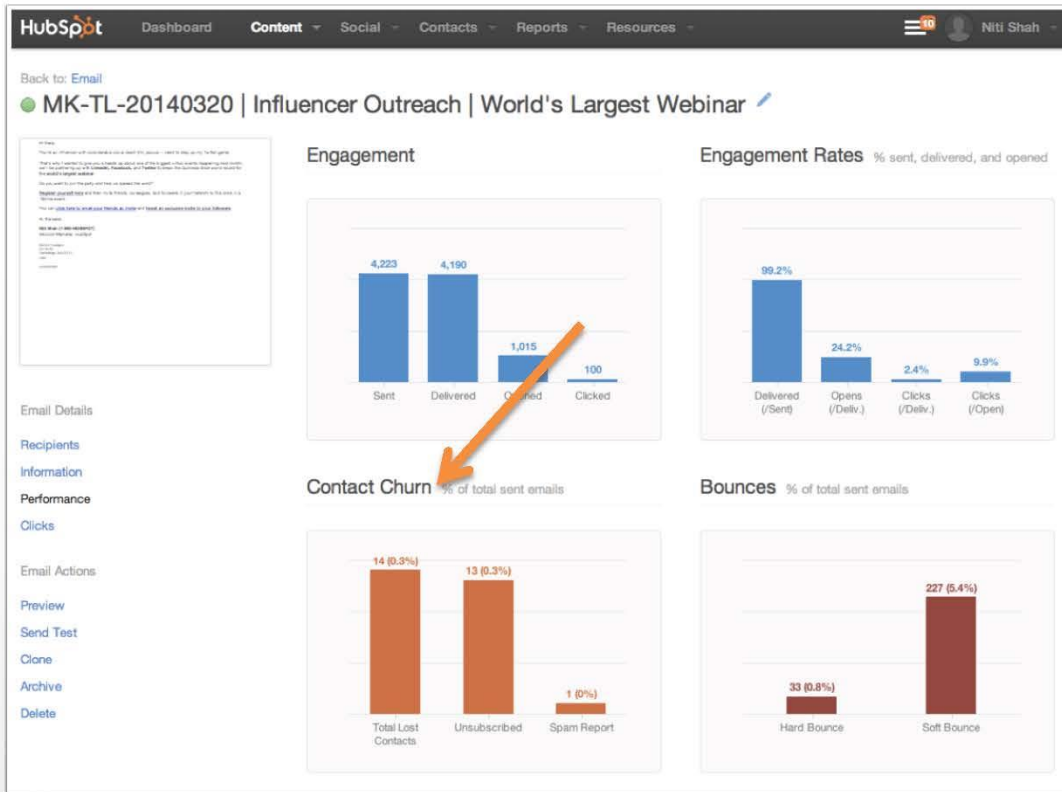 HubSpot Dashboard Content Social Contacts Reports Resources 10 Niti Shah
Back to: Email
MK-TL-20140320 | Influencer Outreach | World's Largest Webinar
Engagement
4,223
4,190
1,015
100
Sent
Delivered
Opened
Clicked
Engagement Rates % sent, delivered, and opened
99.2%
24.2%
2.4%
9.9%
Delivered
(/Sent)
Opens
(/Deliv.)
Clicks
(/Deliv.)
Clicks
(/Open)
Email Details
Recipients
Information
Performance
Clicks
Email Actions
Preview
Send Test
Clone
Archive
Delete
Contact Churn % of total sent emails
14 (0.3%)
13 (0.3%)
1 (0%)
Total Lost
Contacts
Unsubscribed
Spam Report
Bounces % of total sent emails
33 (0.8%)
227 (5.4%)
Hard Bounce
Soft Bounce